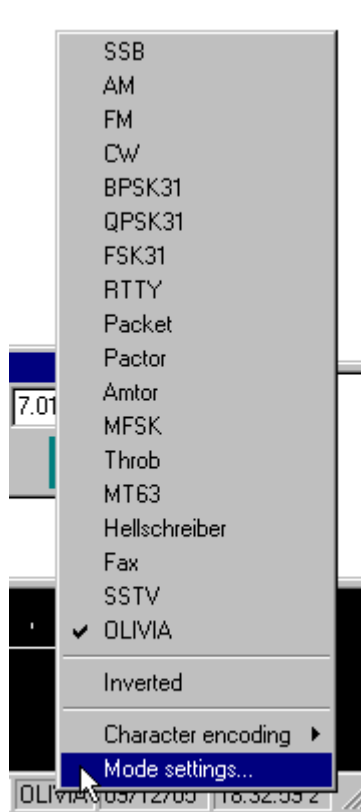 SSB
AM
FM
CW
BPSK31
QPSK31
FSK31
RTTY
Packet
Pactor
Amtor
MFSK
Throb
MT63
Hellschreiber
Fax
SSTV
OLIVIA
Inverted
Character encoding
Mode settings...
7.01